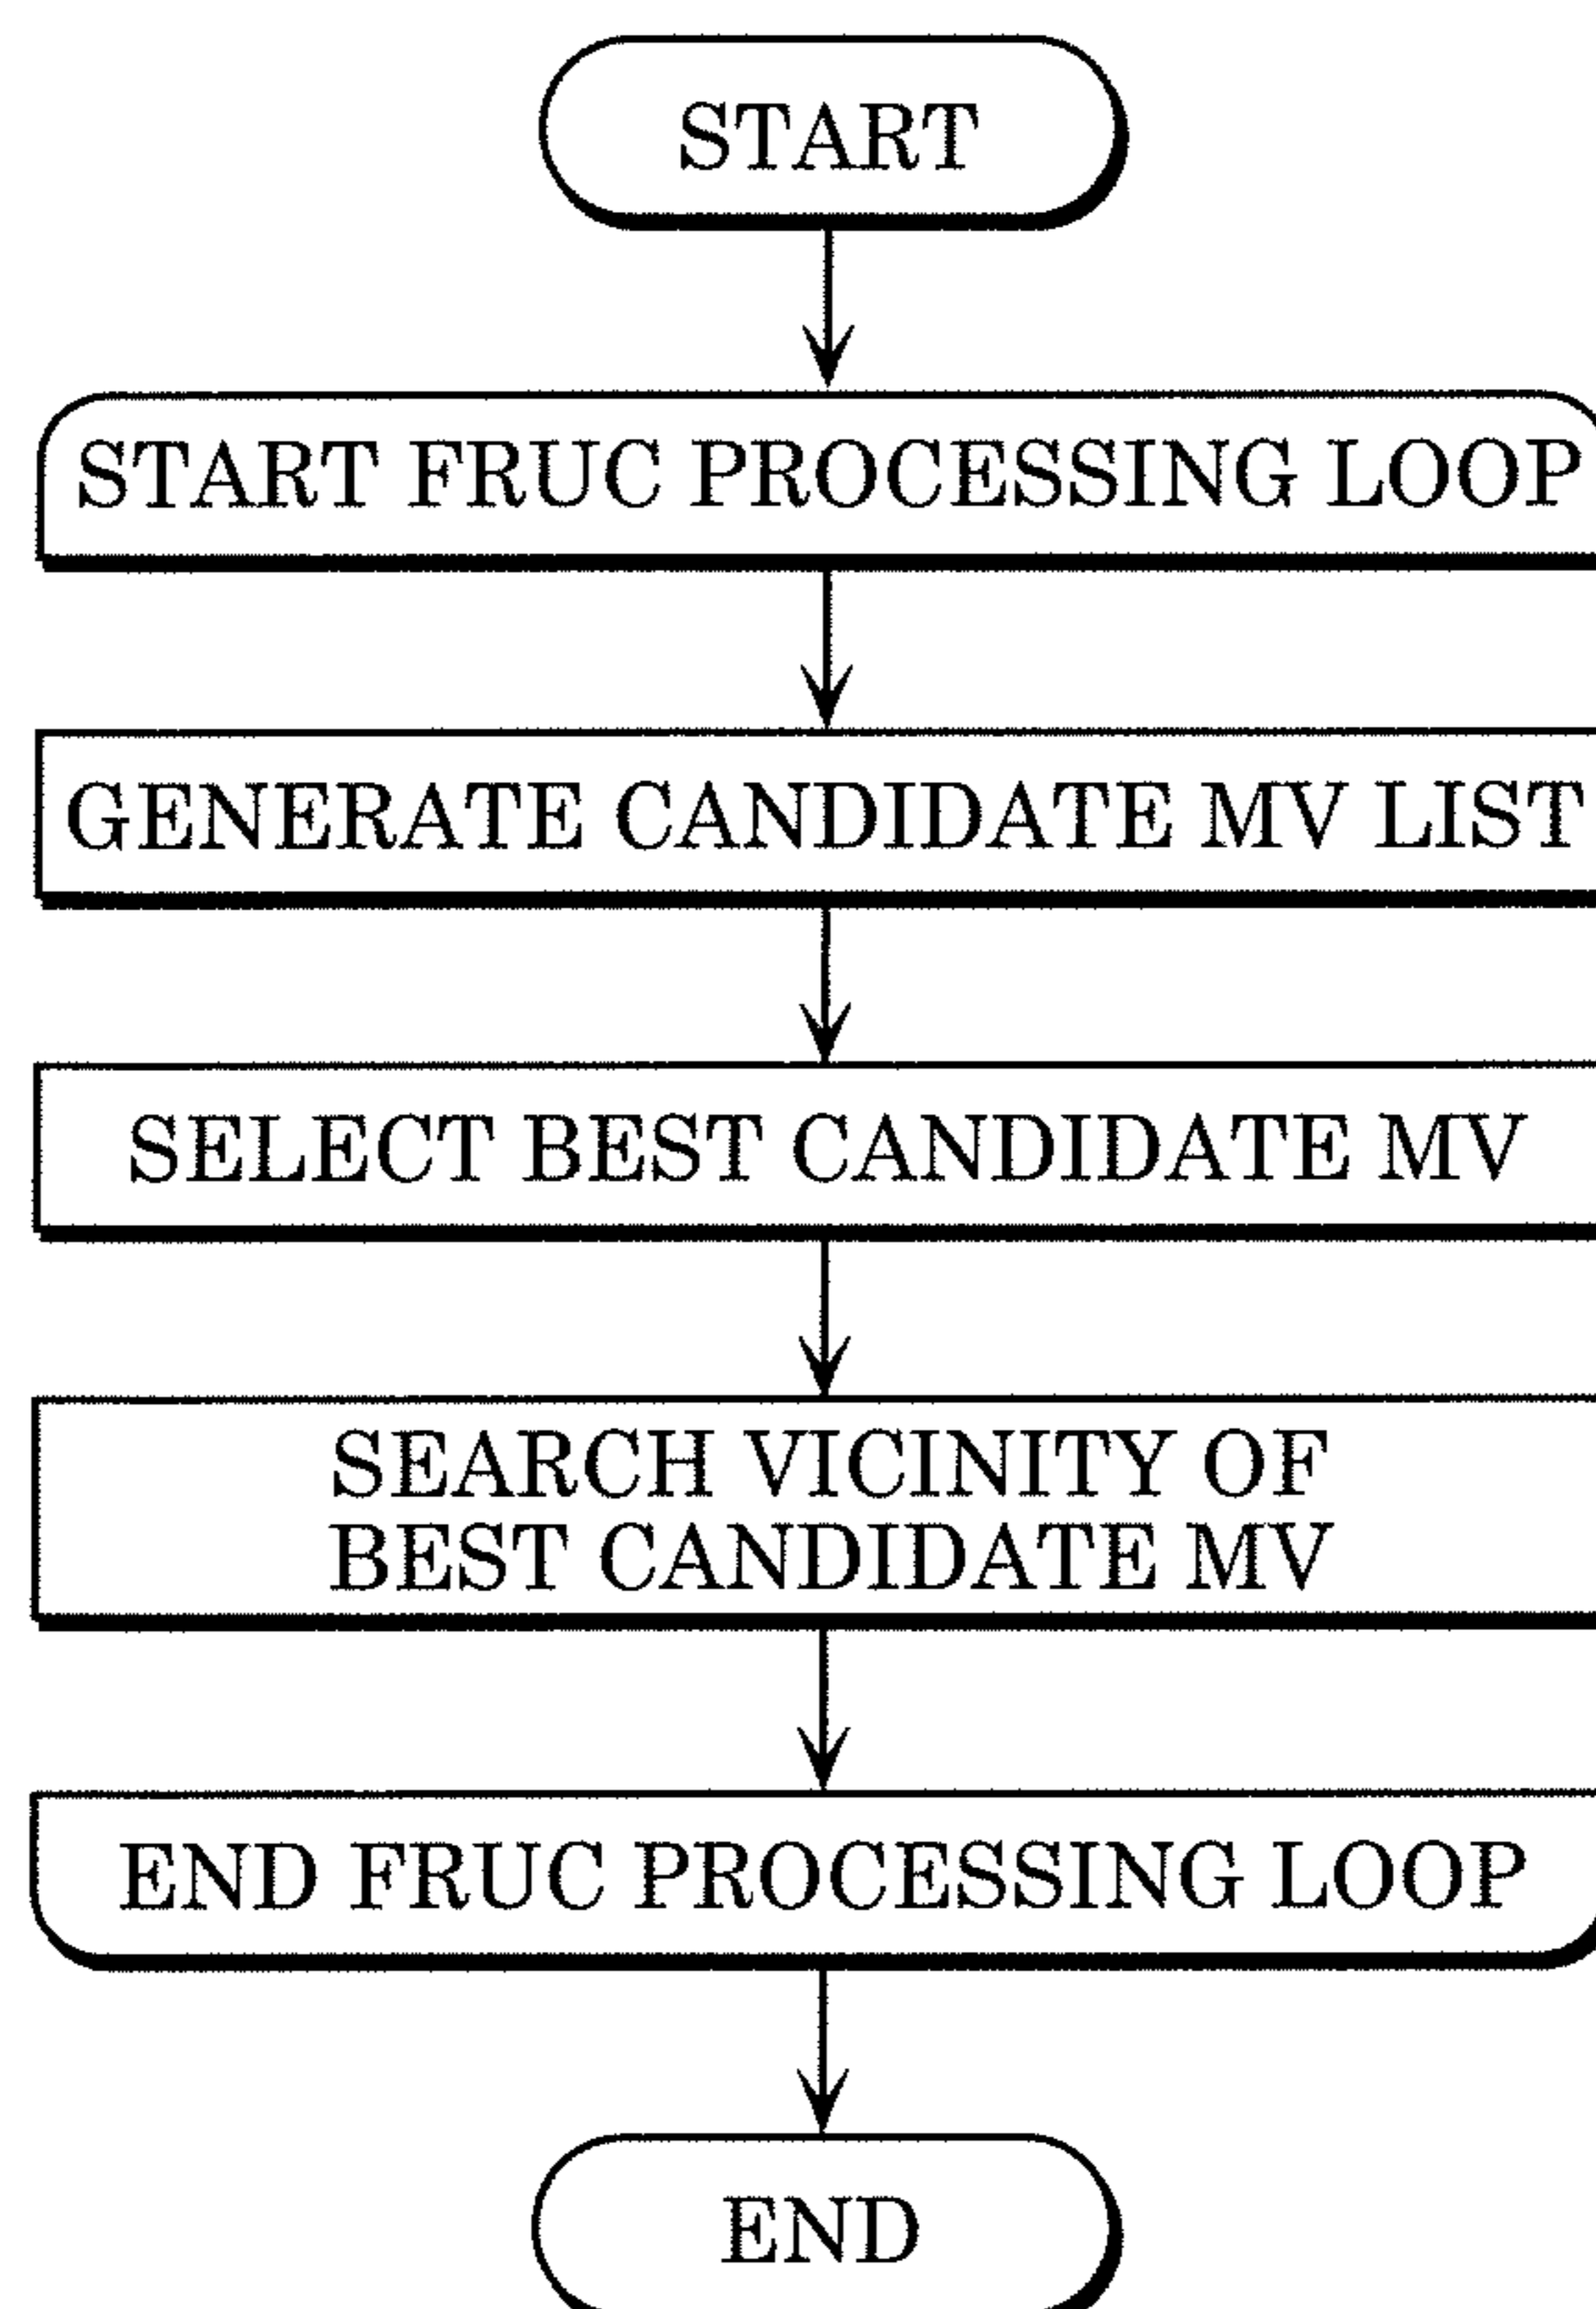 START
START FRUC PROCESSING LOOP
GENERATE CANDIDATE MV LIST
SELECT BEST CANDIDATE MV
SEARCH VICINITY OF
BEST CANDIDATE MV
END FRUC PROCESSING LOOP
END